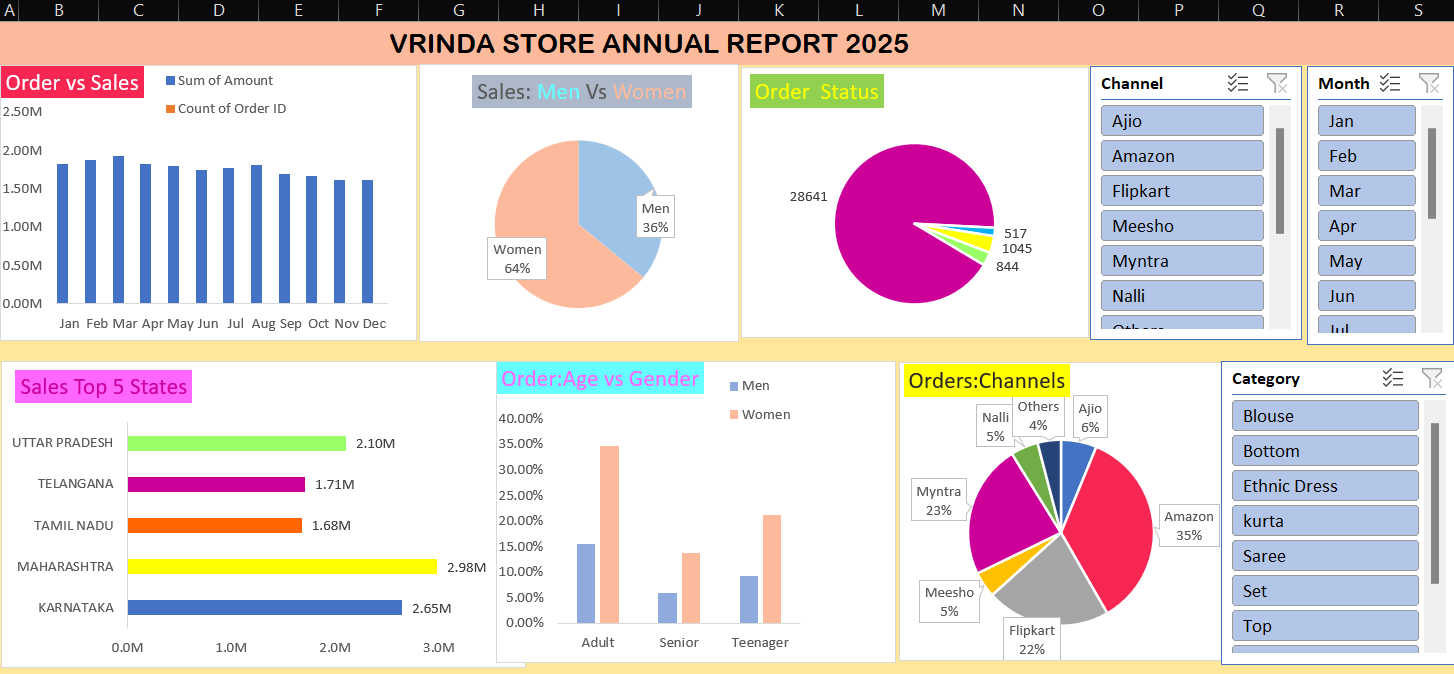 A B C D E F G H I J K L M N O P Q R S
VRINDA STORE ANNUAL REPORT 2025
Order vs Sales
Sum of Amount
Count of Order ID
2.50M
2.00M
1.50M
1.00M
0.50M
0.00M
Jan Feb Mar Apr May Jun Jul Aug Sep Oct Nov Dec
Sales: Men Vs Women
Men
36%
Women
64%
Order Status
28641
517
1045
844
Channel
Ajio
Amazon
Flipkart
Meesho
Myntra
Nalli
Others
Month
Jan
Feb
Mar
Apr
May
Jun
Jul
Sales Top 5 States
UTTAR PRADESH 2.10M
TELANGANA 1.71M
TAMIL NADU 1.68M
MAHARASHTRA 2.98M
KARNATAKA 2.65M
0.0M 1.0M 2.0M 3.0M
Order:Age vs Gender
Men
Women
40.00%
35.00%
30.00%
25.00%
20.00%
15.00%
10.00%
5.00%
0.00%
Adult Senior Teenager
Orders:Channels
Nalli
5%
Others
4%
Ajio
6%
Myntra
23%
Amazon
35%
Meesho
5%
Flipkart
22%
Category
Blouse
Bottom
Ethnic Dress
kurta
Saree
Set
Top